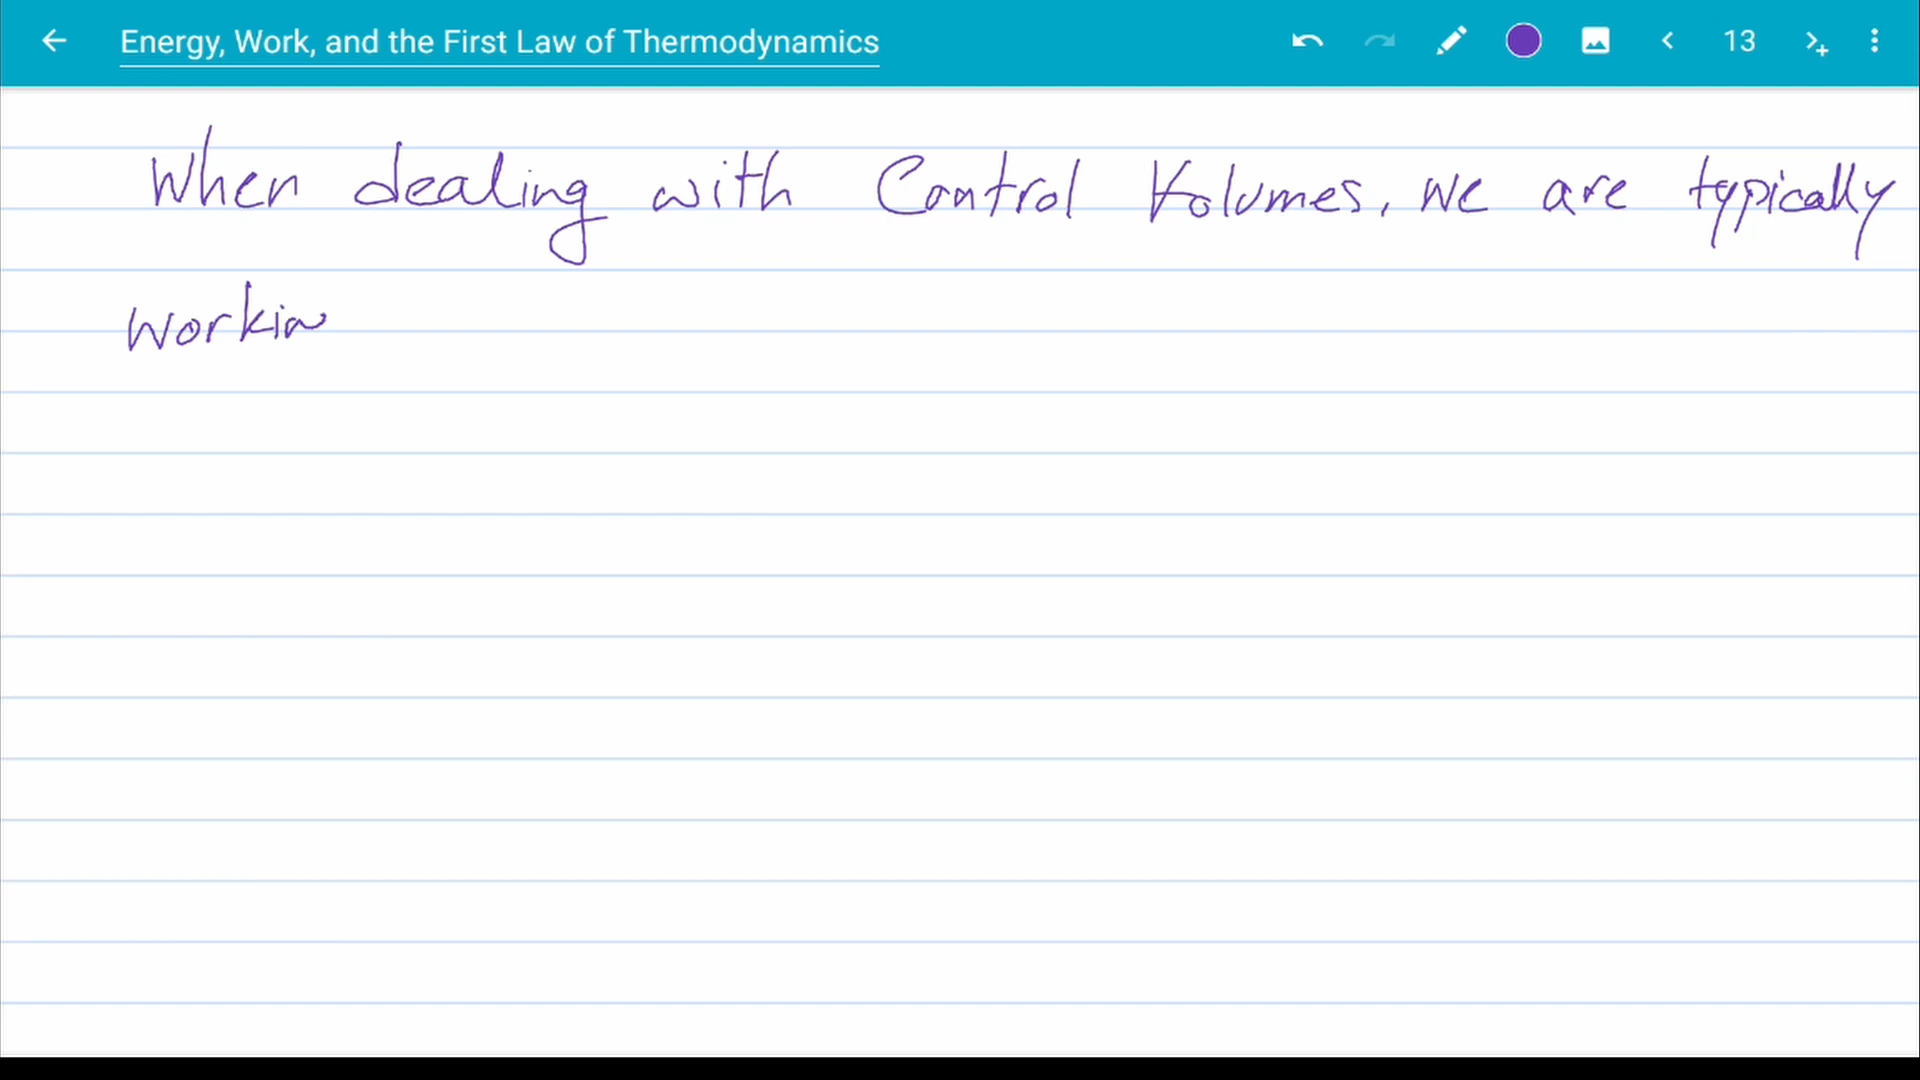 Energy, Work, and the First Law of Thermodynamics 13
When dealing with Control Volumes, we are typically
workin